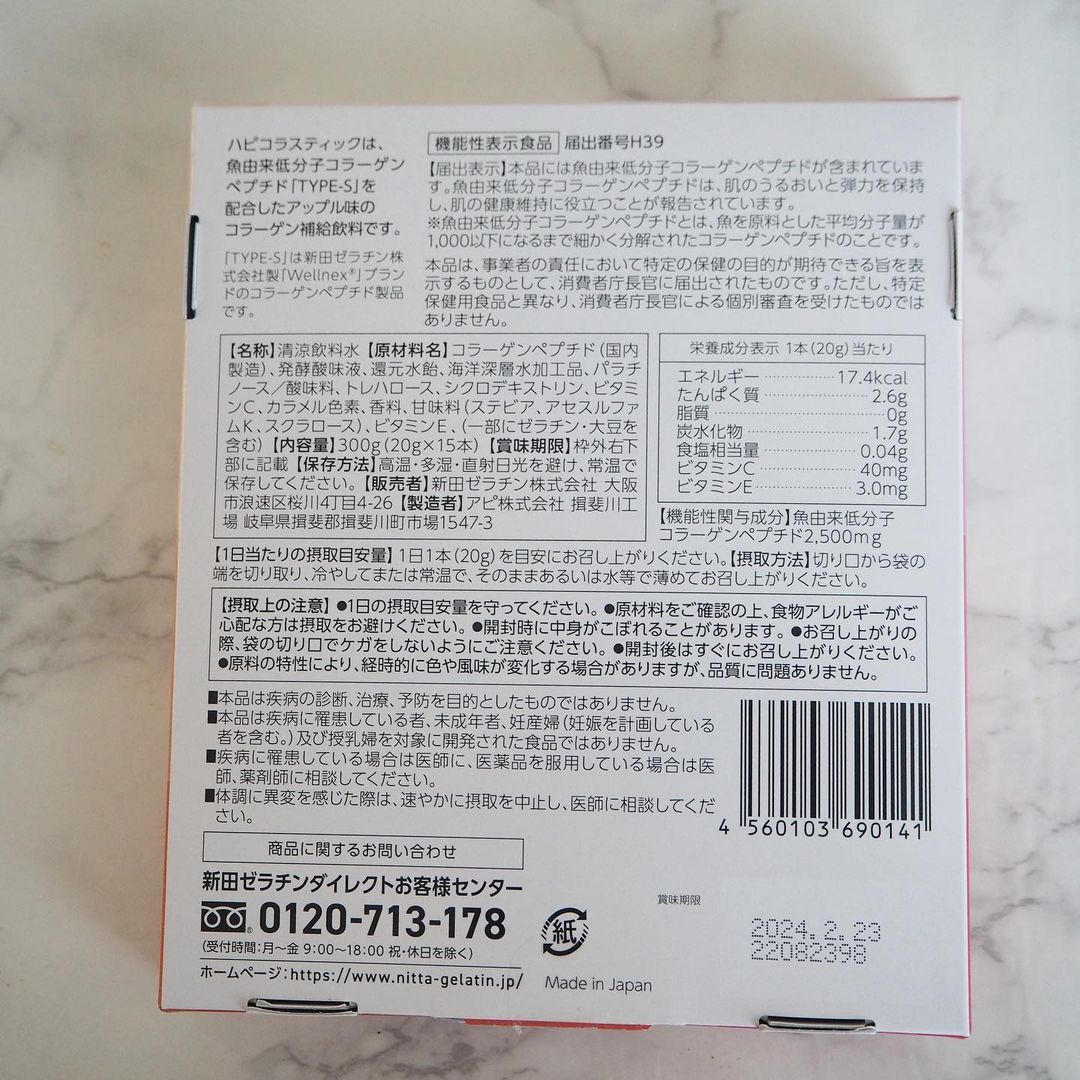 ハピコラスティックは、
魚由来低分子コラーゲン
ペプチド「TYPE-S」を
配合したアップル味の
コラーゲン補給飲料です。
「TYPE-S」は新田ゼラチン株
式会社製「Wellnex®」ブラン
ドのコラーゲンペプチド製品
です。
機能性表示食品 届出番号H39
【届出表示】本品には魚由来低分子コラーゲンペプチドが含まれていま
す。魚由来低分子コラーゲンペプチドは、肌のうるおいと弾力を保持
し、肌の健康維持に役立つことが報告されています。
※魚由来低分子コラーゲンペプチドとは、魚を原料とした平均分子量が
1,000以下になるまで細かく分解されたコラーゲンペプチドのことです。
本品は、事業者の責任において特定の保健の目的が期待できる旨を表
示するものとして、消費者庁長官に届出されたものです。ただし、特定
保健用食品と異なり、消費者庁長官による個別審査を受けたものでは
ありません。
【名称】清涼飲料水【原材料名】コラーゲンペプチド(国内
製造)、発酵酸味液、還元水飴、海洋深層水加工品、パラチ
ノース/酸味料、トレハロース、シクロデキストリン、ビタミ
ンC、カラメル色素、香料、甘味料(ステビア、アセスルファ
ムK、スクラロース)、ビタミンE、(一部にゼラチン・大豆を
含む)【内容量】300g(20g×15本)【賞味期限】枠外右下
部に記載【保存方法】高温・多湿・直射日光を避け、常温で
保存してください。【販売者】新田ゼラチン株式会社 大阪
市浪速区桜川4丁目4-26【製造者】アピ株式会社 揖斐川工
場 岐阜県揖斐郡揖斐川町市場1547-3
栄養成分表示 1本(20g)当たり
エネルギー…………17.4kcal
たんぱく質…………2.6g
脂質…………0g
炭水化物…………1.7g
食塩相当量…………0.04g
ビタミンC…………40mg
ビタミンE…………3.0mg
【機能性関与成分】魚由来低分子
コラーゲンペプチド2,500mg
【1日当たりの摂取目安量】1日1本(20g)を目安にお召し上がりください。【摂取方法】切り口から袋の
端を切り取り、冷やしてまたは常温で、そのままあるいは水等で薄めてお召し上がりください。
【摂取上の注意】●1日の摂取目安量を守ってください。●原材料をご確認の上、食物アレルギーがご
心配な方は摂取をお避けください。●開封時に中身がこぼれることがあります。●お召し上がりの
際、袋の切り口でケガをしないようにご注意ください。●開封後はすぐにお召し上がりください。
●原料の特性により、経時的に色や風味が変化する場合がありますが、品質に問題ありません。
■本品は疾病の診断、治療、予防を目的としたものではありません。
■本品は疾病に罹患している者、未成年者、妊産婦(妊娠を計画している
者を含む。)及び授乳婦を対象に開発された食品ではありません。
■疾病に罹患している場合は医師に、医薬品を服用している場合は医
師、薬剤師に相談してください。
■体調に異変を感じた際は、速やかに摂取を中止し、医師に相談してくだ
さい。
4 560103 690141
商品に関するお問い合わせ
新田ゼラチンダイレクトお客様センター
0120-713-178
(受付時間:月〜金 9:00〜18:00 祝・休日を除く)
ホームページ:https://www.nitta-gelatin.jp/
紙
Made in Japan
賞味期限
2024.2.23
22082398